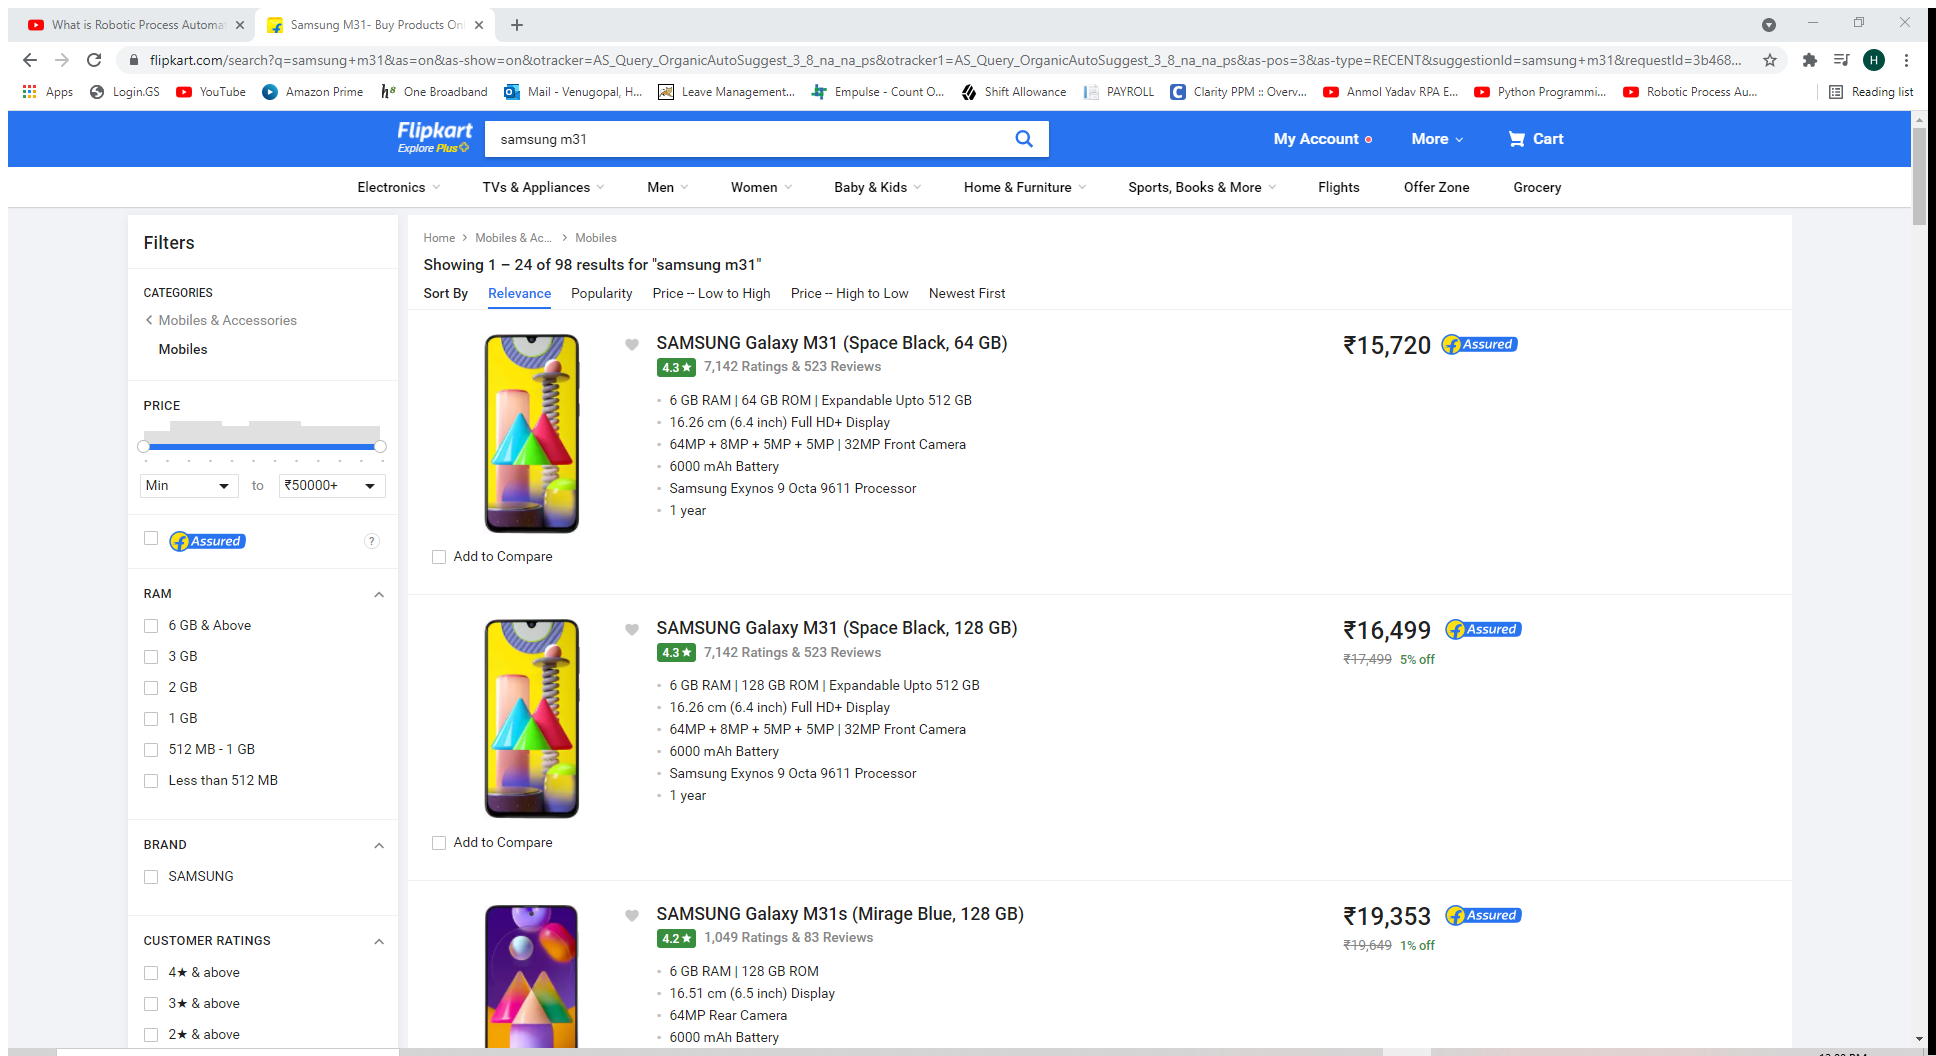 What is Robotic Process Automa
Samsung M31- Buy Products Onl
flipkart.com/search?q=samsung+m31&as=on&as-show=on&otracker=AS_Query_OrganicAutoSuggest_3_8_na_na_ps&otracker1=AS_Query_OrganicAutoSuggest_3_8_na_na_ps&as-pos=3&as-type=RECENT&suggestionId=samsung+m31&requestId=3b468...
H
Apps Login.GS YouTube Amazon Prime One Broadband Mail - Venugopal, H... Leave Management... Empulse - Count O... Shift Allowance PAYROLL Clarity PPM :: Overv... Anmol Yadav RPA E... Python Programmi... Robotic Process Au... Reading list
Flipkart
Explore Plus
samsung m31
My Account More Cart
Electronics TVs & Appliances Men Women Baby & Kids Home & Furniture Sports, Books & More Flights Offer Zone Grocery
Filters
CATEGORIES
Mobiles & Accessories
Mobiles
PRICE
Min to ₹50000+
Assured ?
RAM
6 GB & Above
3 GB
2 GB
1 GB
512 MB - 1 GB
Less than 512 MB
BRAND
SAMSUNG
CUSTOMER RATINGS
4★ & above
3★ & above
2★ & above
Home > Mobiles & Ac... > Mobiles
Showing 1 – 24 of 98 results for "samsung m31"
Sort By Relevance Popularity Price -- Low to High Price -- High to Low Newest First
SAMSUNG Galaxy M31 (Space Black, 64 GB)
4.3★ 7,142 Ratings & 523 Reviews
6 GB RAM | 64 GB ROM | Expandable Upto 512 GB
16.26 cm (6.4 inch) Full HD+ Display
64MP + 8MP + 5MP + 5MP | 32MP Front Camera
6000 mAh Battery
Samsung Exynos 9 Octa 9611 Processor
1 year
₹15,720 Assured
Add to Compare
SAMSUNG Galaxy M31 (Space Black, 128 GB)
4.3★ 7,142 Ratings & 523 Reviews
6 GB RAM | 128 GB ROM | Expandable Upto 512 GB
16.26 cm (6.4 inch) Full HD+ Display
64MP + 8MP + 5MP + 5MP | 32MP Front Camera
6000 mAh Battery
Samsung Exynos 9 Octa 9611 Processor
1 year
₹16,499 Assured
₹17,499 5% off
Add to Compare
SAMSUNG Galaxy M31s (Mirage Blue, 128 GB)
4.2★ 1,049 Ratings & 83 Reviews
6 GB RAM | 128 GB ROM
16.51 cm (6.5 inch) Display
64MP Rear Camera
6000 mAh Battery
₹19,353 Assured
₹19,649 1% off